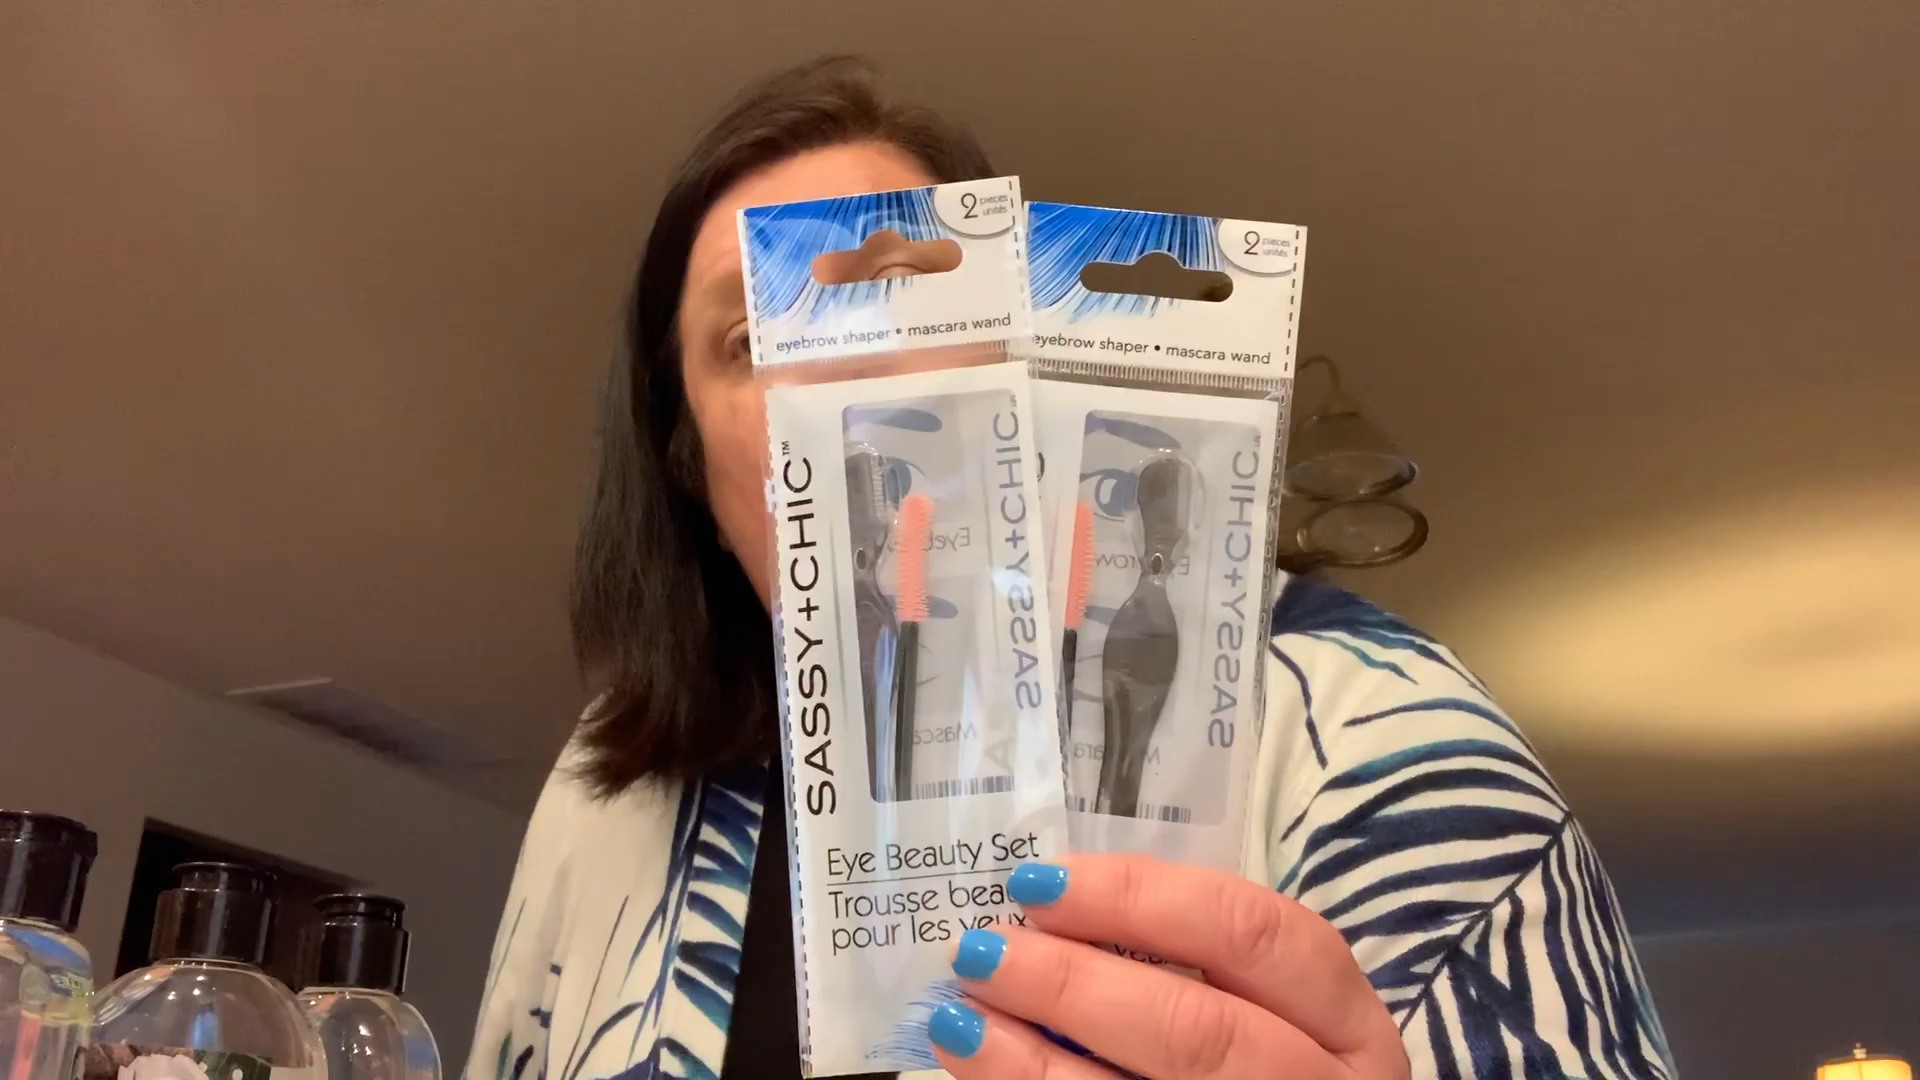 2 pieces
unités
eyebrow shaper • mascara wand
SASSY+CHIC™
SASSY+CHIC
Eye Beauty Set
Trousse
pour les yeux
2 pieces
unités
eyebrow shaper • mascara wand
SASSY+CHIC